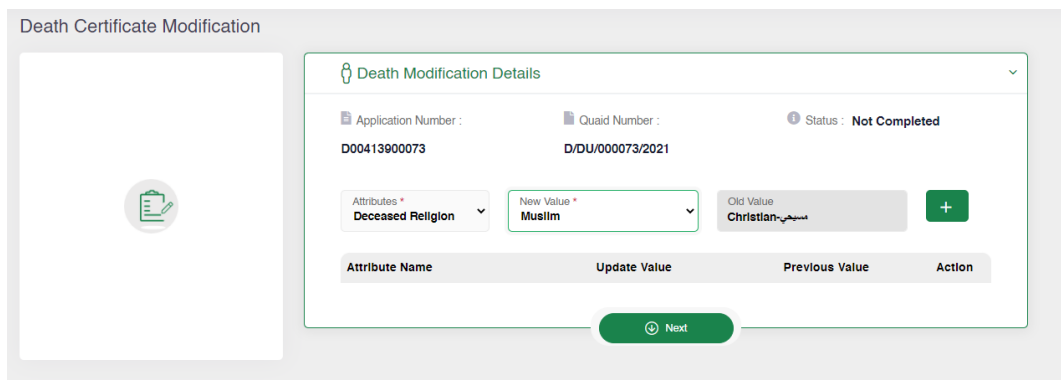 Death Certificate Modification
Death Modification Details
Application Number : Quaid Number : Status : Not Completed
D00413900073 D/DU/000073/2021
Attributes * New Value * Old Value
Deceased Religion Muslim Christian-مسيحي +
Attribute Name Update Value Previous Value Action
Next